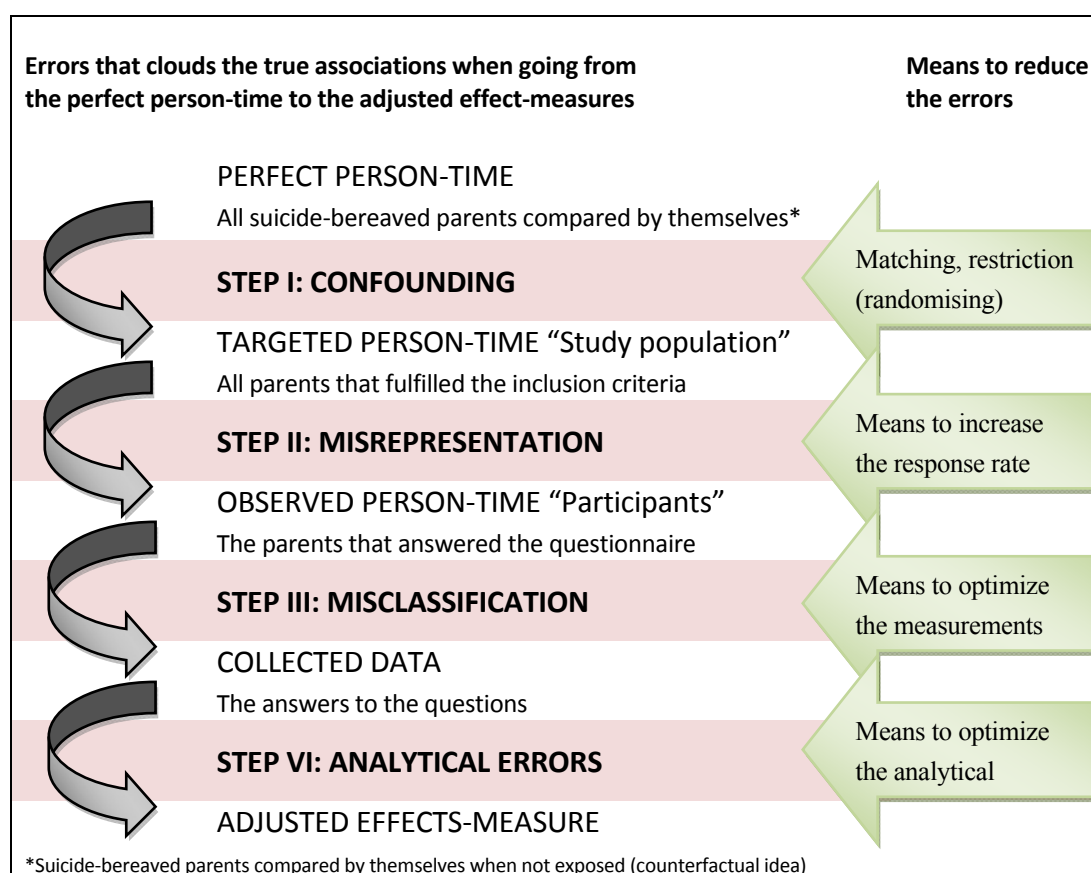 Errors that clouds the true associations when going from
the perfect person-time to the adjusted effect-measures
Means to reduce
the errors
PERFECT PERSON-TIME
All suicide-bereaved parents compared by themselves*
STEP I: CONFOUNDING
Matching, restriction
(randomising)
TARGETED PERSON-TIME “Study population”
All parents that fulfilled the inclusion criteria
STEP II: MISREPRESENTATION
Means to increase
the response rate
OBSERVED PERSON-TIME “Participants”
The parents that answered the questionnaire
STEP III: MISCLASSIFICATION
Means to optimize
the measurements
COLLECTED DATA
The answers to the questions
STEP VI: ANALYTICAL ERRORS
Means to optimize
the analytical
ADJUSTED EFFECTS-MEASURE
*Suicide-bereaved parents compared by themselves when not exposed (counterfactual idea)